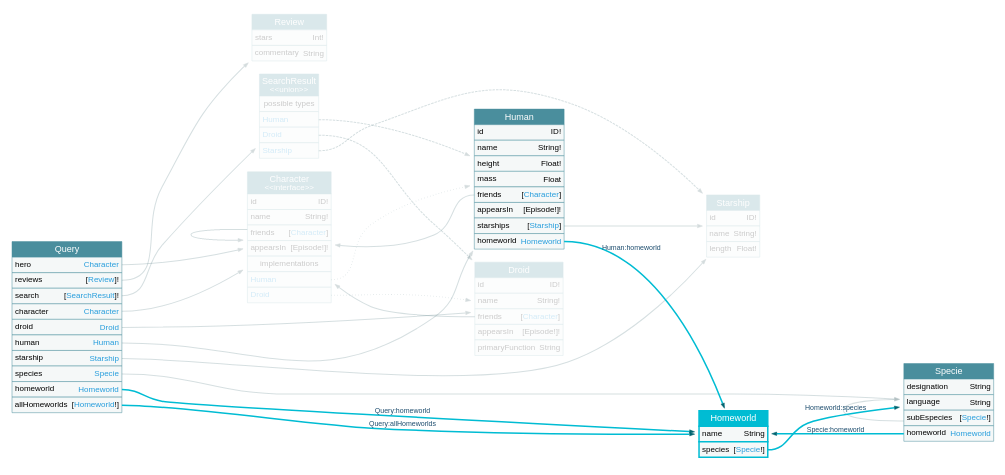 Review
stars Int!
commentary String
SearchResult
<<union>>
possible types
Human
Droid
Starship
Character
<<interface>>
id ID!
name String!
friends [Character]
appearsIn [Episode!]!
implementations
Human
Droid
Human
id ID!
name String!
height Float!
mass Float
friends [Character]
appearsIn [Episode!]!
starships [Starship]
homeworld Homeworld
Human:homeworld
Starship
id ID!
name String!
length Float!
Droid
id ID!
name String!
friends [Character]
appearsIn [Episode!]!
primaryFunction String
Query
hero Character
reviews [Review]!
search [SearchResult]!
character Character
droid Droid
human Human
starship Starship
species Specie
homeworld Homeworld
allHomeworlds [Homeworld!]
Query:homeworld
Query:allHomeworlds
Homeworld
name String
species [Specie!]
Homeworld:species
Specie:homeworld
Specie
designation String
language String
subEspecies [Specie!]
homeworld Homeworld